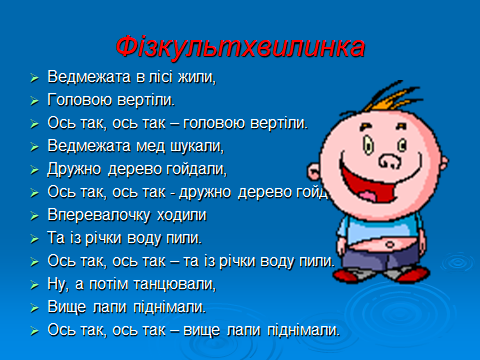 Фізкультхвилинка
Ведмежата в лісі жили,
Головою вертіли.
Ось так, ось так – головою вертіли.
Ведмежата мед шукали,
Дружно дерево гойдали,
Ось так, ось так - дружно дерево
Вперевалочку ходили
Та із річки воду пили.
Ось так, ось так – та із річки воду пили.
Ну, а потім танцювали,
Вище лапи піднімали.
Ось так, ось так – вище лапи піднімали.